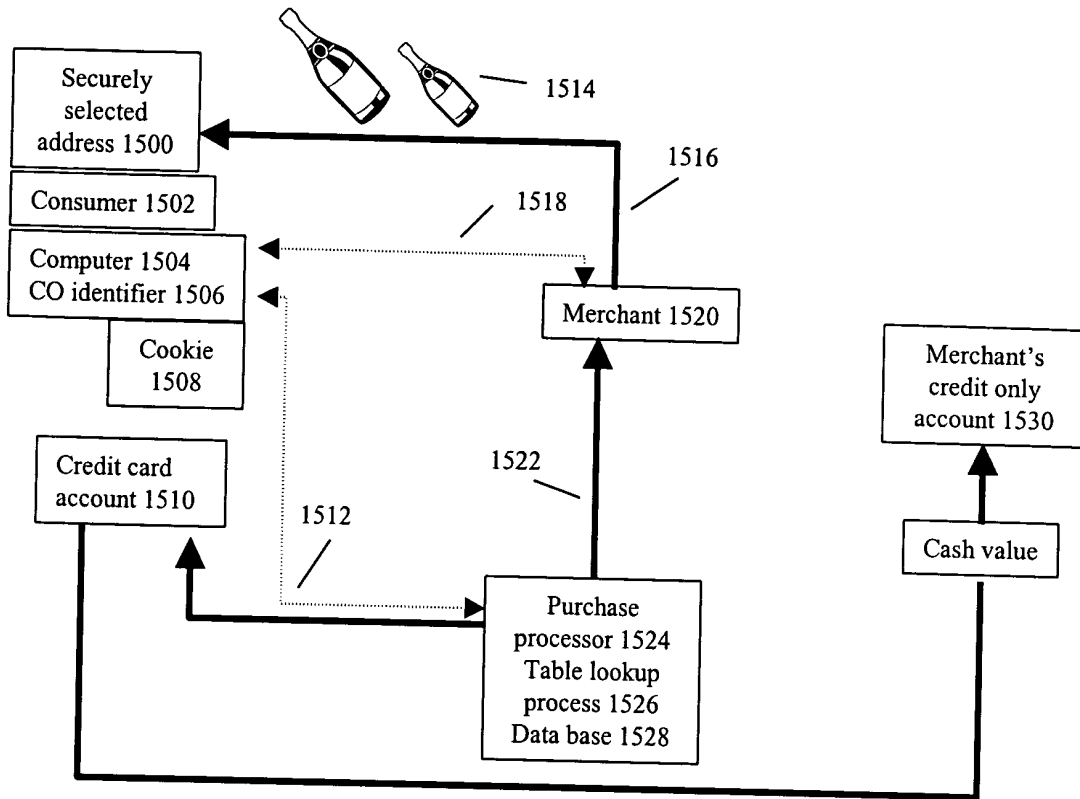 1514
Securely
selected
address 1500
1516
Consumer 1502
1518
Computer 1504
CO identifier 1506
Merchant 1520
Cookie
1508
Merchant's
credit only
account 1530
Credit card
account 1510
1522
1512
Cash value
Purchase
processor 1524
Table lookup
process 1526
Data base 1528